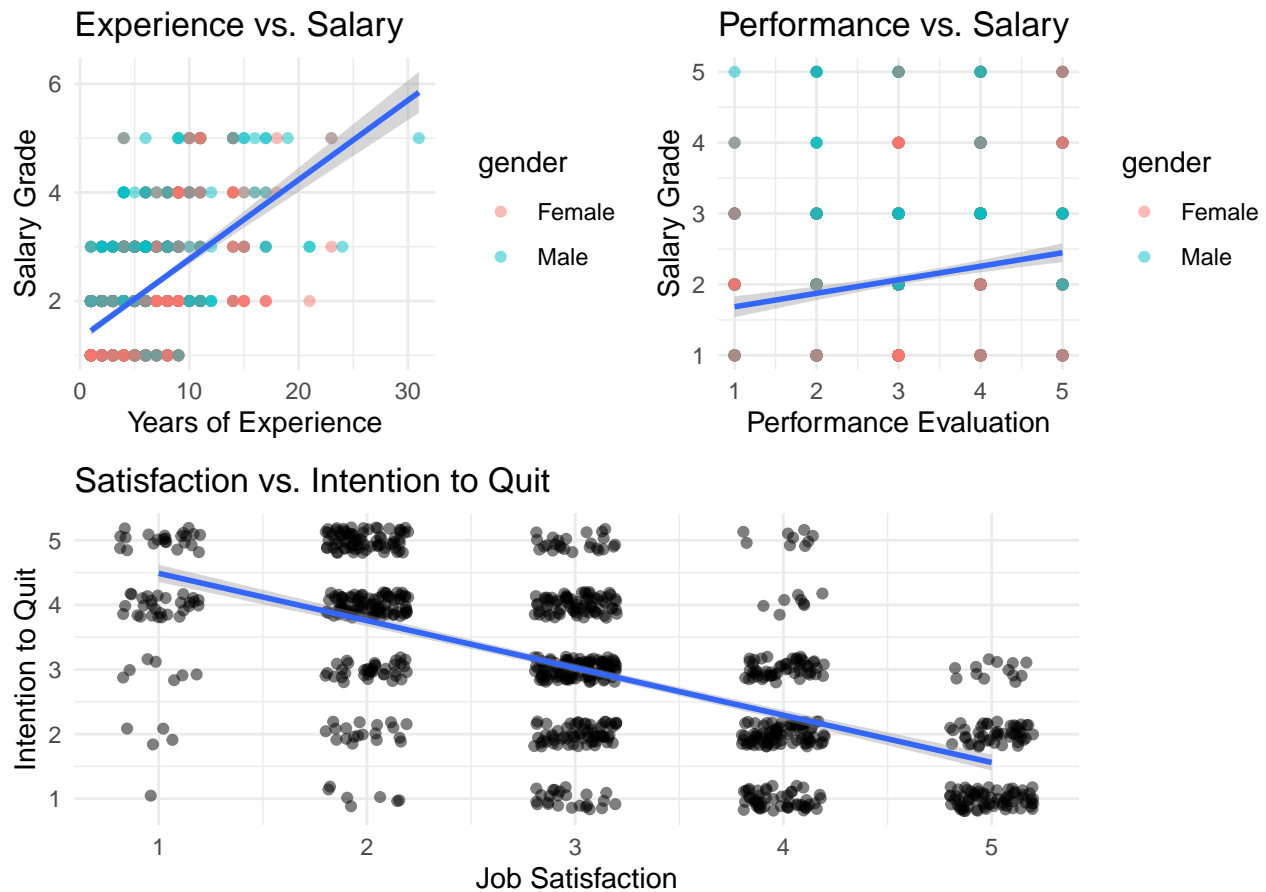 Experience vs. Salary
6
4
2
Salary Grade
0 10 20 30
Years of Experience
gender
Female
Male
Performance vs. Salary
5
4
3
2
1
Salary Grade
1 2 3 4 5
Performance Evaluation
gender
Female
Male
Satisfaction vs. Intention to Quit
5
4
3
2
1
Intention to Quit
1 2 3 4 5
Job Satisfaction